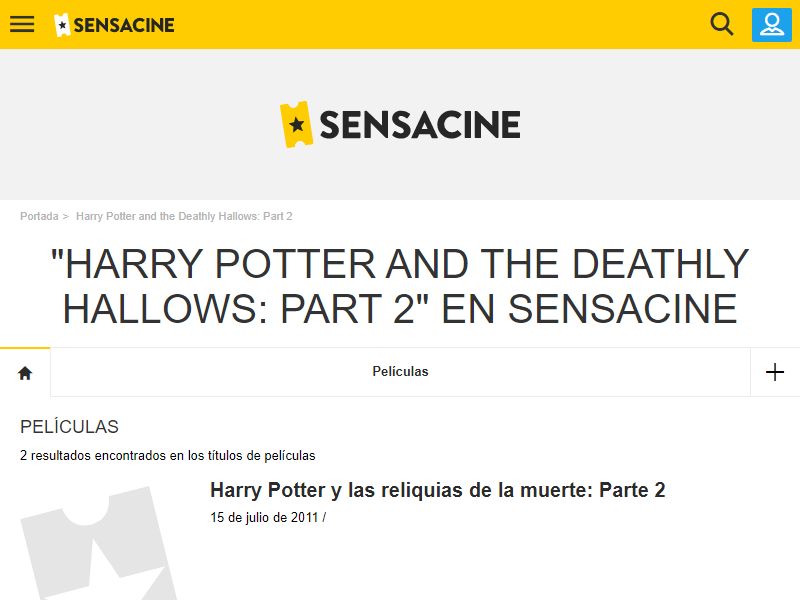 SENSACINE
SENSACINE
Portada > Harry Potter and the Deathly Hallows: Part 2
"HARRY POTTER AND THE DEATHLY
HALLOWS: PART 2" EN SENSACINE
Películas
PELÍCULAS
2 resultados encontrados en los títulos de películas
Harry Potter y las reliquias de la muerte: Parte 2
15 de julio de 2011 /